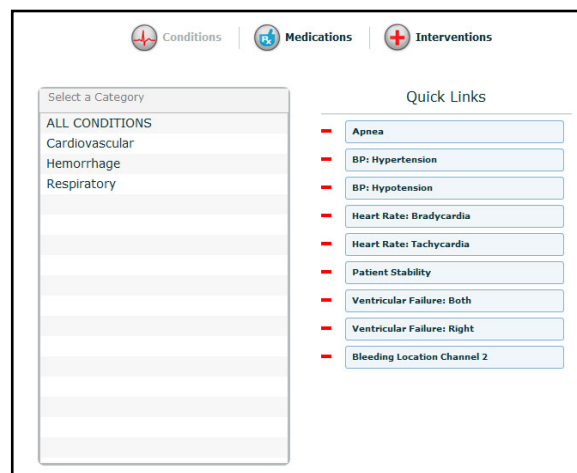 Conditions
Rx
Medications
Interventions
Select a Category
ALL CONDITIONS
Cardiovascular
Hemorrhage
Respiratory
Quick Links
Apnea
BP: Hypertension
BP: Hypotension
Heart Rate: Bradycardia
Heart Rate: Tachycardia
Patient Stability
Ventricular Failure: Both
Ventricular Failure: Right
Bleeding Location Channel 2